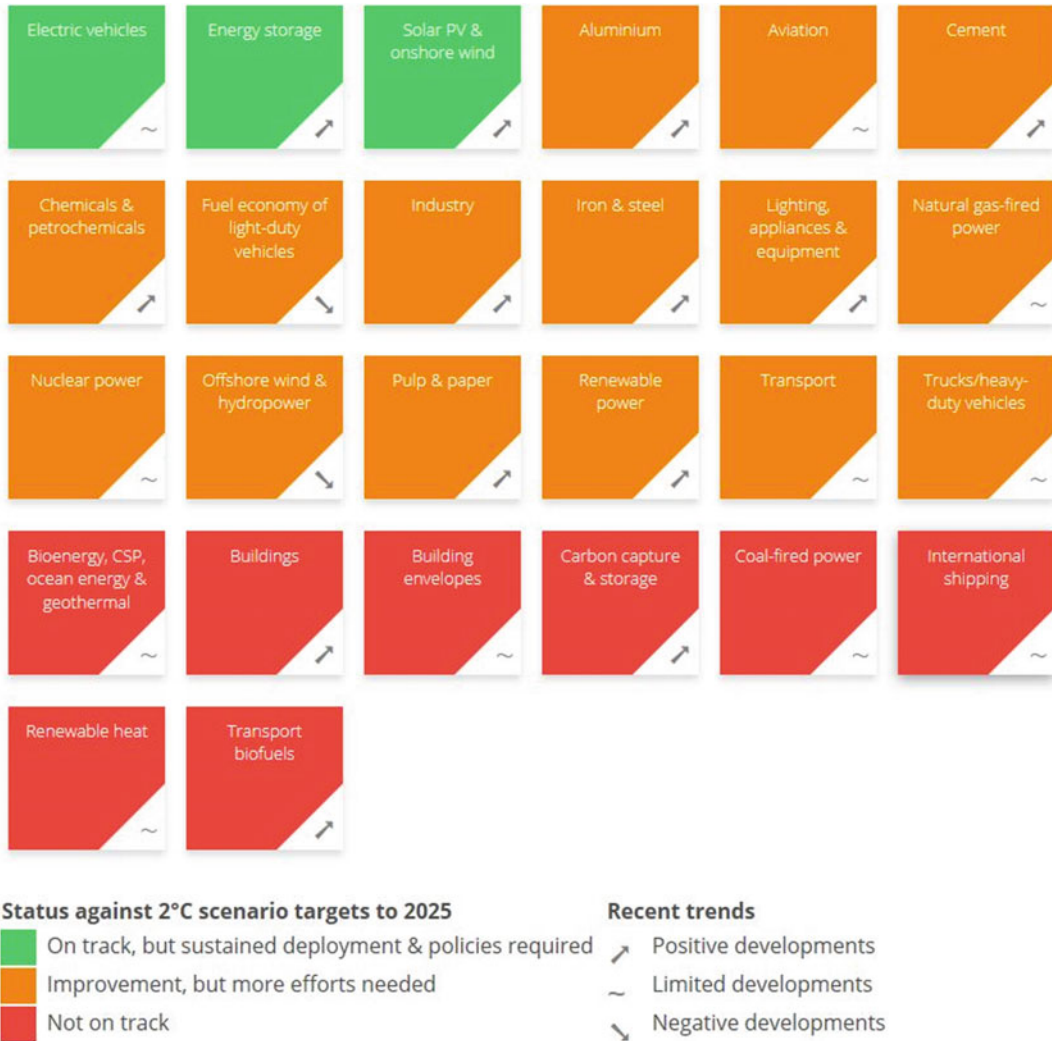 Electric vehicles
Energy storage
Solar PV &
onshore wind
Aluminium
Aviation
Cement
~
~
Chemicals &
petrochemicals
Fuel economy of
light-duty
vehicles
Industry
Iron & steel
Lighting,
appliances &
equipment
Natural gas-fired
power
~
Nuclear power
Offshore wind &
hydropower
Pulp & paper
Renewable
power
Transport
Trucks/heavy-
duty vehicles
~
~
~
Bioenergy, CSP,
ocean energy &
geothermal
Buildings
Building
envelopes
Carbon capture
& storage
Coal-fired power
International
shipping
~
~
~
~
Renewable heat
Transport
biofuels
~
Status against 2°C scenario targets to 2025
On track, but sustained deployment & policies required
Improvement, but more efforts needed
Not on track
Recent trends
↗ Positive developments
~ Limited developments
↘ Negative developments